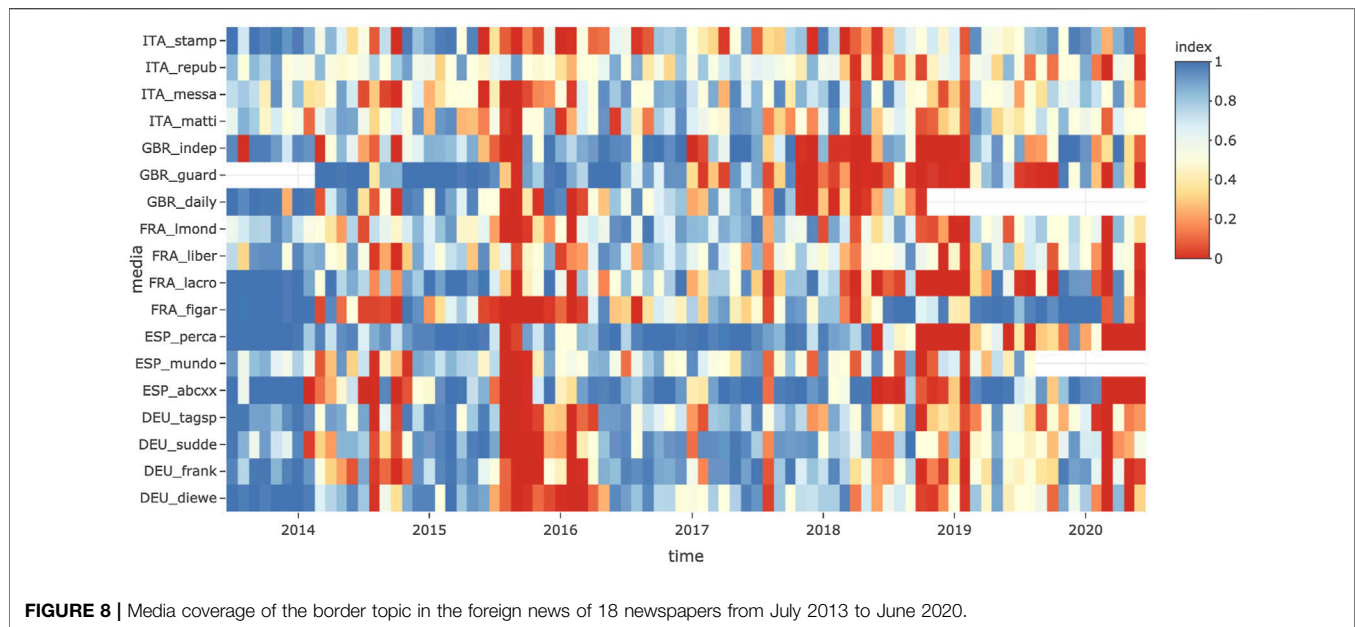 ITA_stamp
ITA_repub
ITA_messa
ITA_matti
GBR_indep
GBR_guard
GBR_daily
FRA_lmond
FRA_liber
FRA_lacro
FRA_figar
ESP_perca
ESP_mundo
ESP_abcxx
DEU_tagsp
DEU_sudde
DEU_frank
DEU_diewe
media
2014 2015 2016 2017 2018 2019 2020
time
index
1
0.8
0.6
0.4
0.2
0
FIGURE 8 | Media coverage of the border topic in the foreign news of 18 newspapers from July 2013 to June 2020.